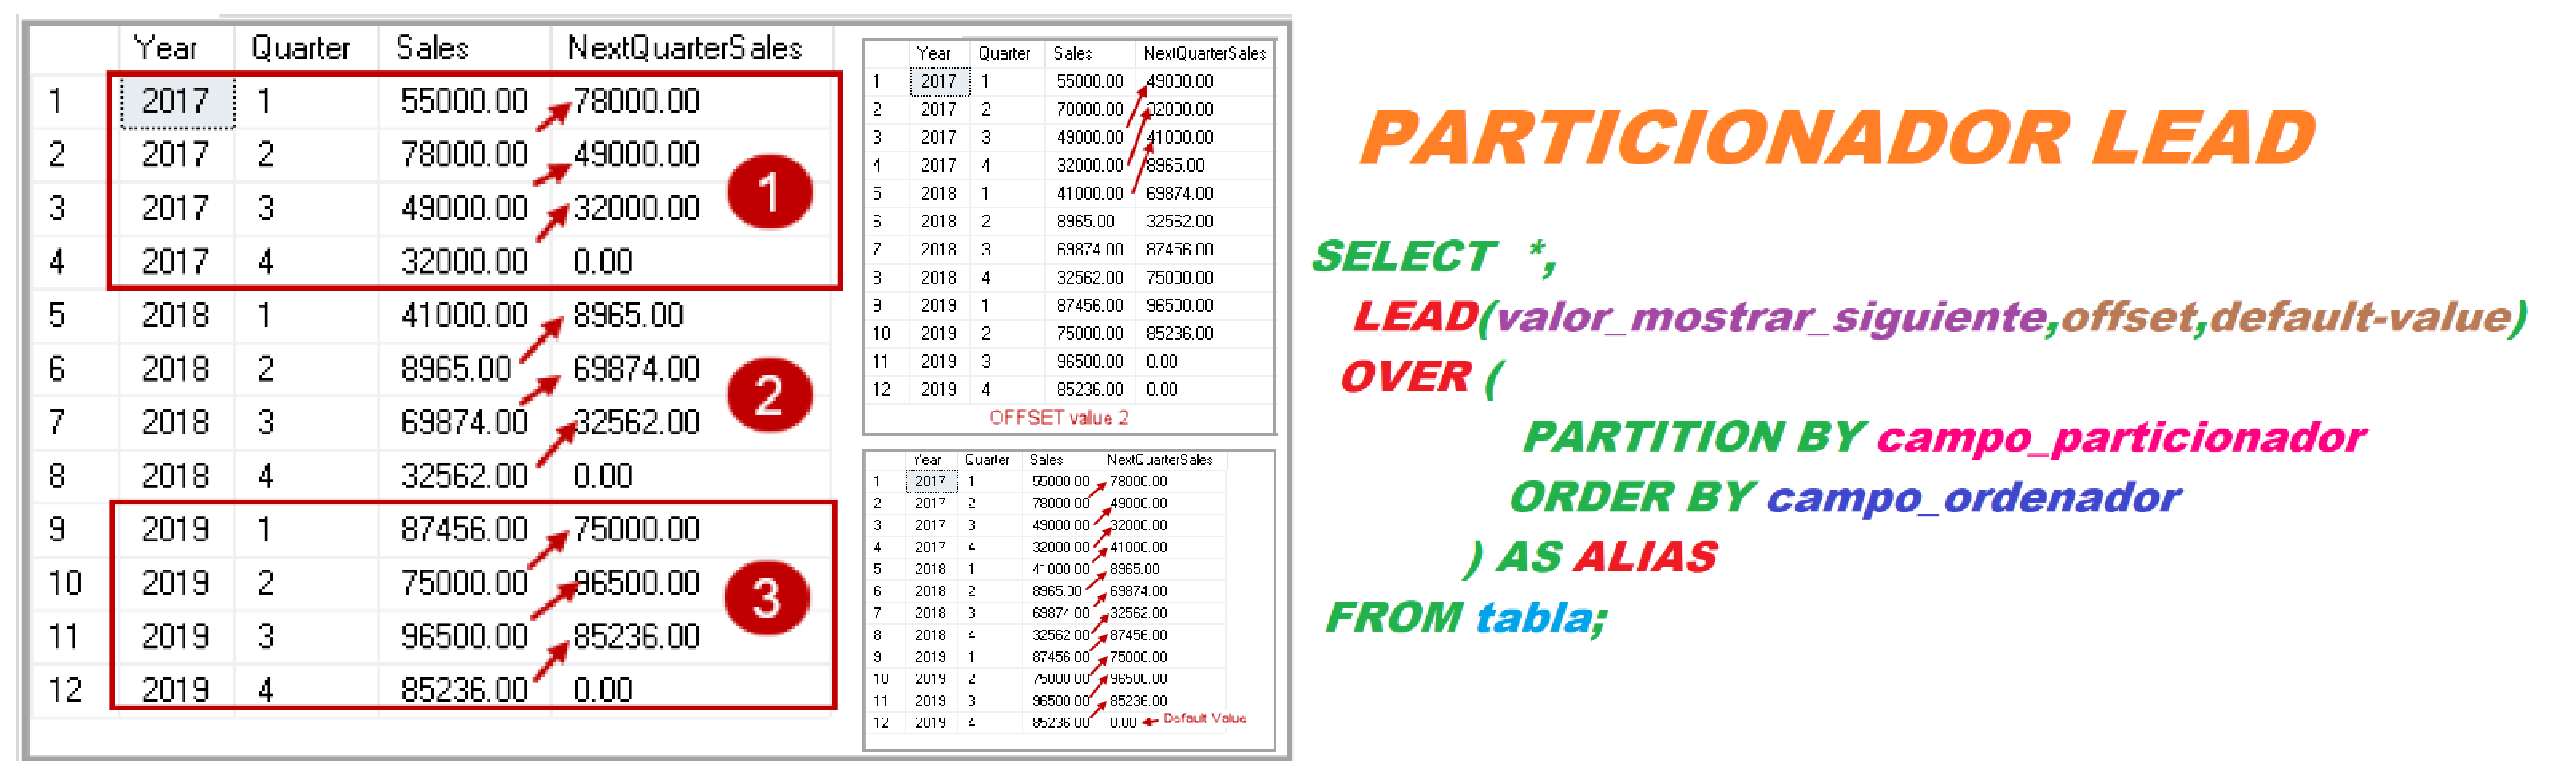 Year Quarter Sales NextQuarterSales
1 2017 1 55000.00 78000.00
2 2017 2 78000.00 49000.00
3 2017 3 49000.00 32000.00
4 2017 4 32000.00 0.00
5 2018 1 41000.00 8965.00
6 2018 2 8965.00 69874.00
7 2018 3 69874.00 32562.00
8 2018 4 32562.00 0.00
9 2019 1 87456.00 75000.00
10 2019 2 75000.00 96500.00
11 2019 3 96500.00 85236.00
12 2019 4 85236.00 0.00
1
2
3
Year Quarter Sales NextQuarterSales
1 2017 1 55000.00 49000.00
2 2017 2 78000.00 32000.00
3 2017 3 49000.00 41000.00
4 2017 4 32000.00 8965.00
5 2018 1 41000.00 69874.00
6 2018 2 8965.00 32562.00
7 2018 3 69874.00 87456.00
8 2018 4 32562.00 75000.00
9 2019 1 87456.00 96500.00
10 2019 2 75000.00 85236.00
11 2019 3 96500.00 0.00
12 2019 4 85236.00 0.00
OFFSET value 2
Year Quarter Sales NextQuarterSales
1 2017 1 55000.00 78000.00
2 2017 2 78000.00 49000.00
3 2017 3 49000.00 32000.00
4 2017 4 32000.00 41000.00
5 2018 1 41000.00 8965.00
6 2018 2 8965.00 69874.00
7 2018 3 69874.00 32562.00
8 2018 4 32562.00 87456.00
9 2019 1 87456.00 75000.00
10 2019 2 75000.00 96500.00
11 2019 3 96500.00 85236.00
12 2019 4 85236.00 0.00 Default Value
PARTICIONADOR LEAD
SELECT *,
LEAD(valor_mostrar_siguiente,offset,default-value)
OVER (
PARTITION BY campo_particionador
ORDER BY campo_ordenador
) AS ALIAS
FROM tabla;